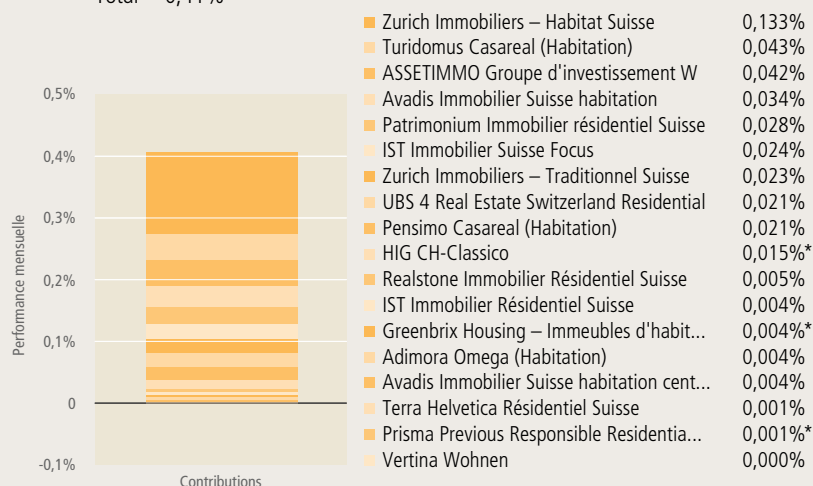 Zurich Immobiliers – Habitat Suisse 0,133%
Turidomus Casareal (Habitation) 0,043%
ASSETIMMO Groupe d'investissement W 0,042%
Avadis Immobilier Suisse habitation 0,034%
Patrimonium Immobilier résidentiel Suisse 0,028%
IST Immobilier Suisse Focus 0,024%
Zurich Immobiliers – Traditionnel Suisse 0,023%
UBS 4 Real Estate Switzerland Residential 0,021%
Pensimo Casareal (Habitation) 0,021%
HIG CH-Classico 0,015%*
Realstone Immobilier Résidentiel Suisse 0,005%
IST Immobilier Résidentiel Suisse 0,004%
Greenbrix Housing – Immeubles d'habit... 0,004%*
Adimora Omega (Habitation) 0,004%
Avadis Immobilier Suisse habitation cent... 0,004%
Terra Helvetica Résidentiel Suisse 0,001%
Prisma Previous Responsible Residentia... 0,001%*
Vertina Wohnen 0,000%
Performance mensuelle
0,5%
0,4%
0,3%
0,2%
0,1%
0
-0,1%
Contributions